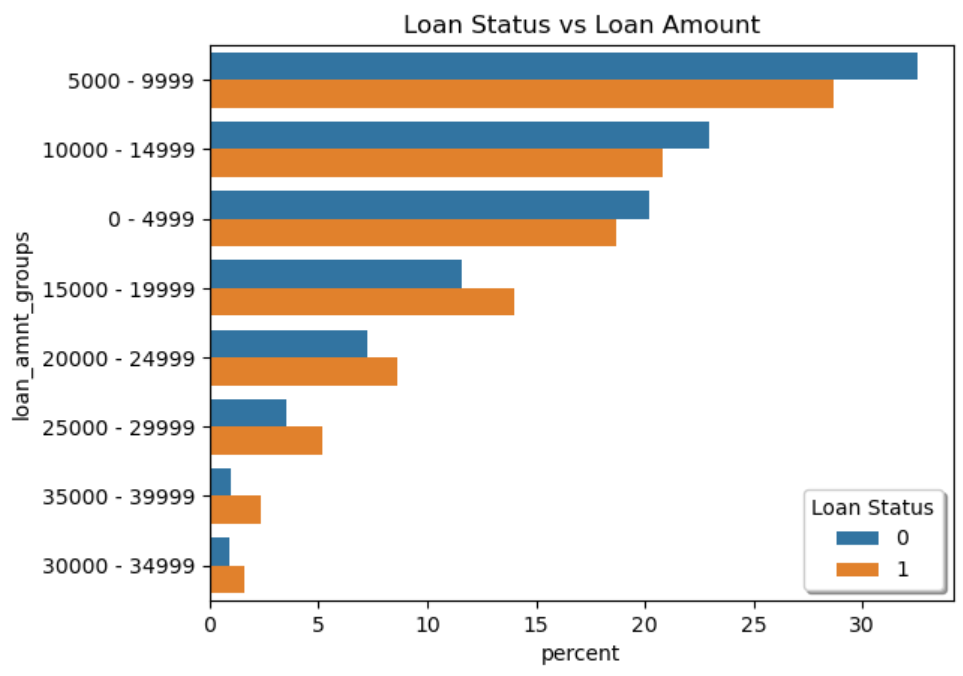 Loan Status vs Loan Amount
loan_amnt_groups
5000 - 9999
10000 - 14999
0 - 4999
15000 - 19999
20000 - 24999
25000 - 29999
35000 - 39999
30000 - 34999
Loan Status
0
1
0 5 10 15 20 25 30
percent